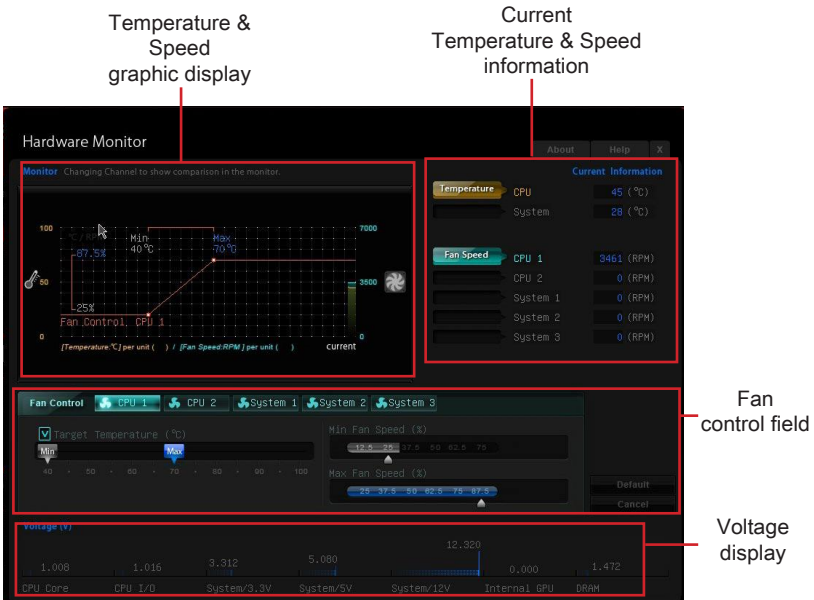 Temperature &
Speed
graphic display
Current
Temperature & Speed
information
Hardware Monitor
About
Help
X
Monitor Changing Channel to show comparison in the monitor.
Current Information
Temperature
CPU
45 (°C)
System
28 (°C)
Fan Speed
CPU 1
3461 (RPM)
CPU 2
0 (RPM)
System 1
0 (RPM)
System 2
0 (RPM)
System 3
0 (RPM)
100
50
0
Min
40°C
Max
70°C
87.5%
25%
Fan Control: CPU 1
7000
3500
0
[Temperature:°C] per unit ( ) / [Fan Speed:RPM] per unit ( )
current
Fan Control
CPU 1
CPU 2
System 1
System 2
System 3
Target Temperature (°C)
Min
Max
40 · 50 · 60 · 70 · 80 · 90 · 100
Min Fan Speed (%)
12.5 25 37.5 50 62.5 75
Max Fan Speed (%)
25 37.5 50 62.5 75 87.5
Default
Cancel
Fan
control field
Voltage (V)
1.008
1.016
3.312
5.080
12.320
0.000
1.472
CPU Core
CPU I/O
System/3.3V
System/5V
System/12V
Internal GPU
DRAM
Voltage
display